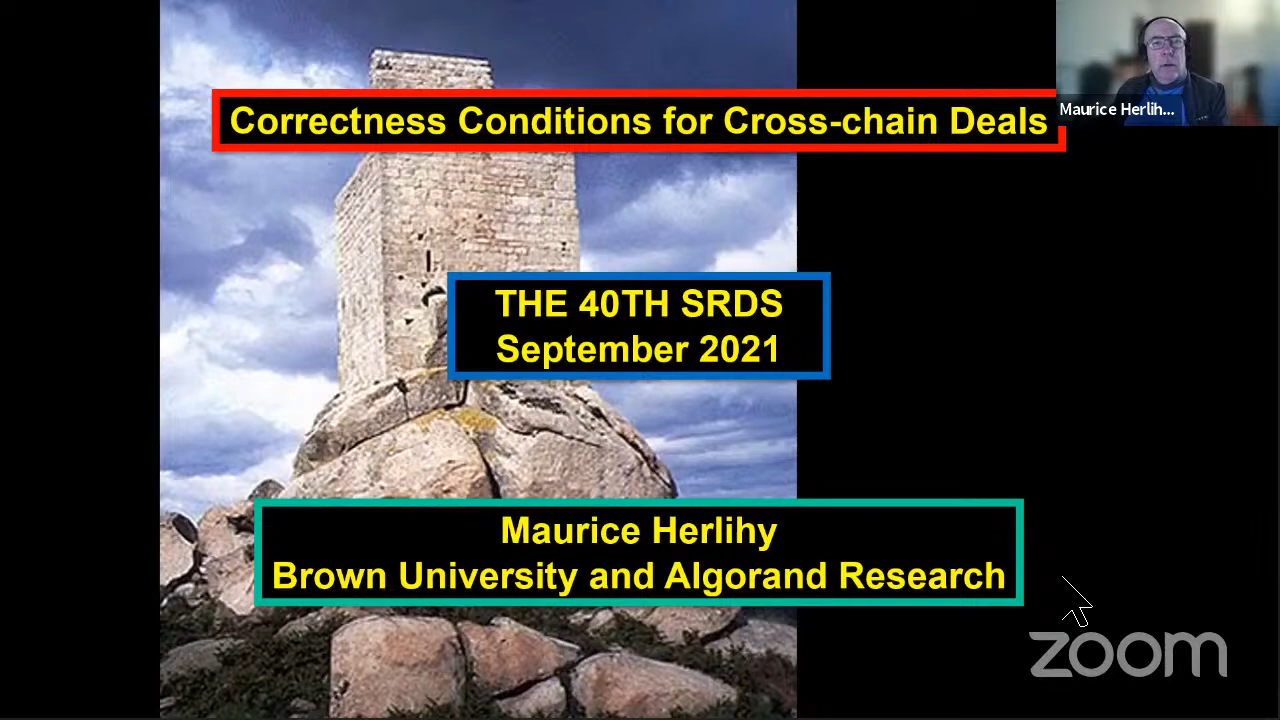 Correctness Conditions for Cross-chain Deals
Maurice Herlih...
THE 40TH SRDS
September 2021
Maurice Herlihy
Brown University and Algorand Research
zoom